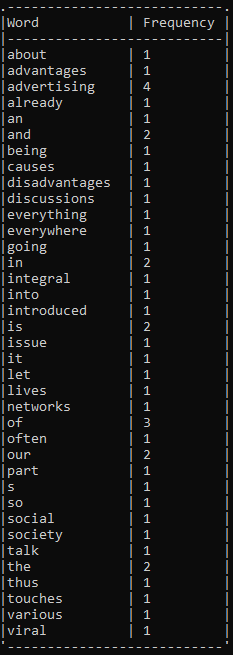 Word | Frequency
about | 1
advantages | 1
advertising | 4
already | 1
an | 1
and | 2
being | 1
causes | 1
disadvantages | 1
discussions | 1
everything | 1
everywhere | 1
going | 1
in | 2
integral | 1
into | 1
introduced | 1
is | 2
issue | 1
it | 1
let | 1
lives | 1
networks | 1
of | 3
often | 1
our | 2
part | 1
s | 1
so | 1
social | 1
society | 1
talk | 1
the | 2
thus | 1
touches | 1
various | 1
viral | 1